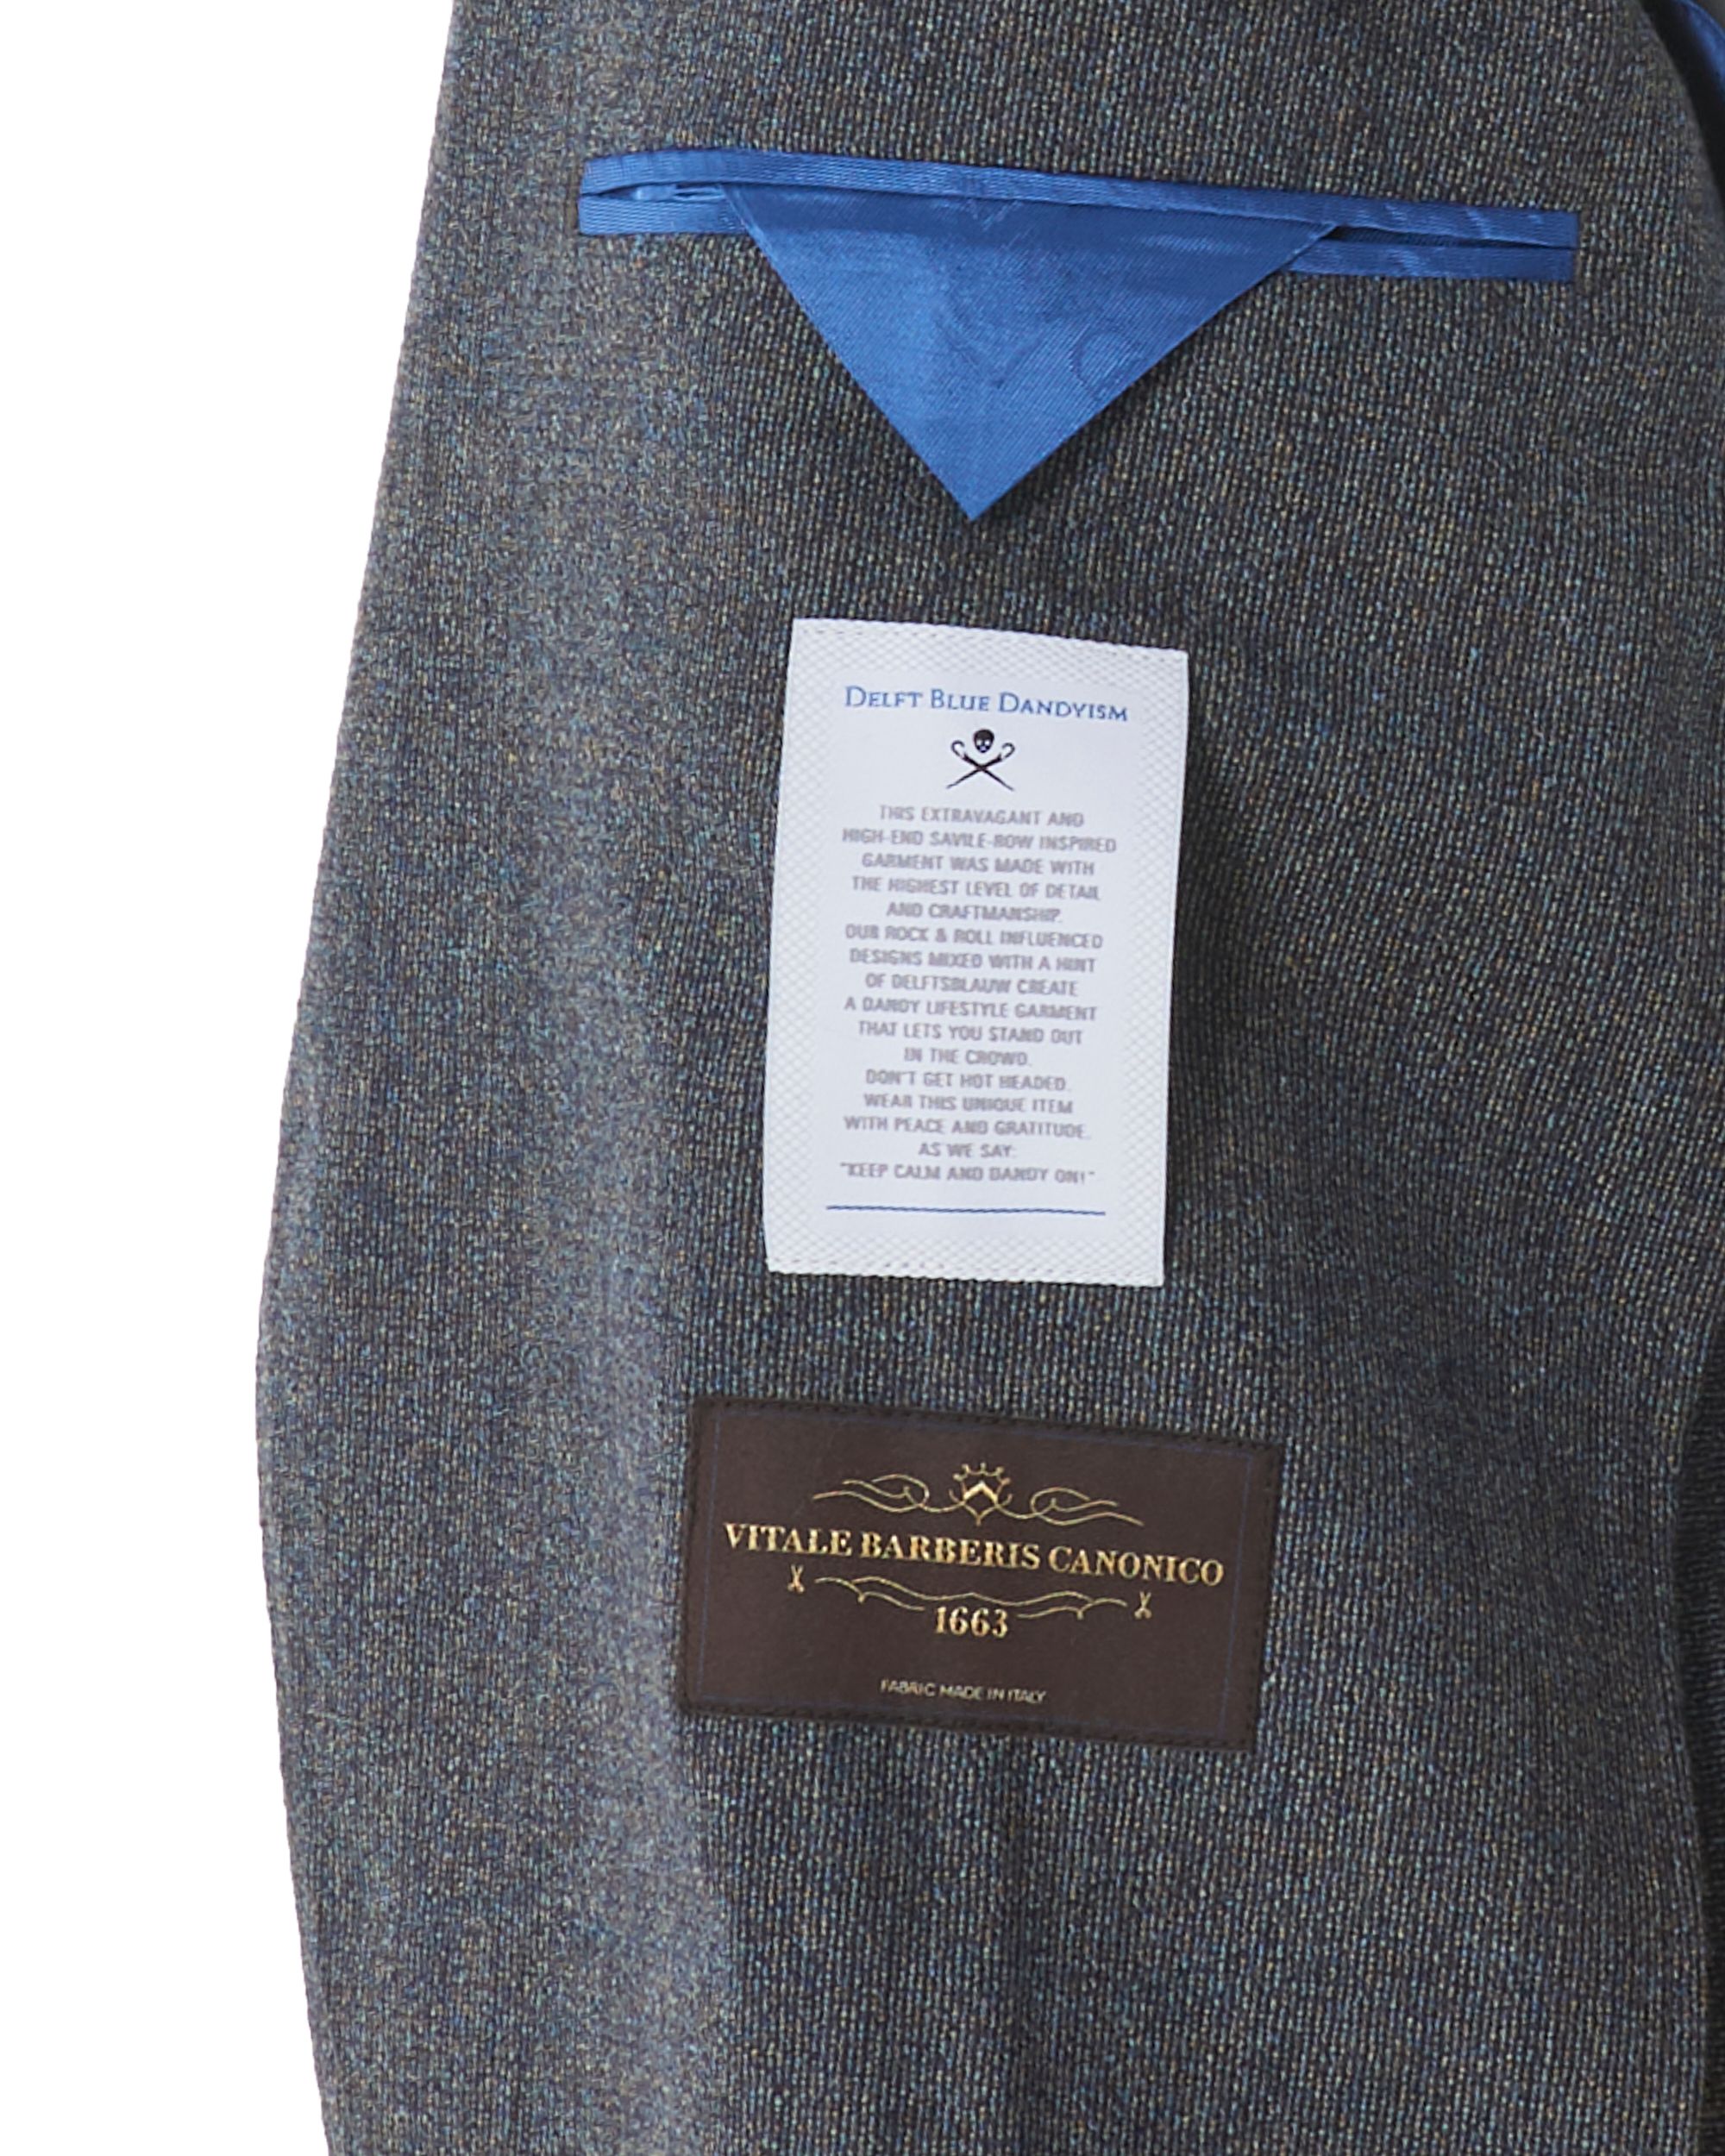 DELFT BLUE DANDYISM
THIS EXTRAVAGANT AND
HIGH-END SAVILE-ROW INSPIRED
GARMENT WAS MADE WITH
THE HIGHEST LEVEL OF DETAIL
AND CRAFTMANSHIP.
OUR ROCK & ROLL INFLUENCED
DESIGNS MIXED WITH A HINT
OF DELFTSBLAUW CREATE
A DANDY LIFESTYLE GARMENT
THAT LETS YOU STAND OUT
IN THE CROWD.
DON'T GET HOT HEADED.
WEAR THIS UNIQUE ITEM
WITH PEACE AND GRATITUDE.
AS WE SAY:
"KEEP CALM AND DANDY ON!"
VITALE BARBERIS CANONICO
1663
FABRIC MADE IN ITALY